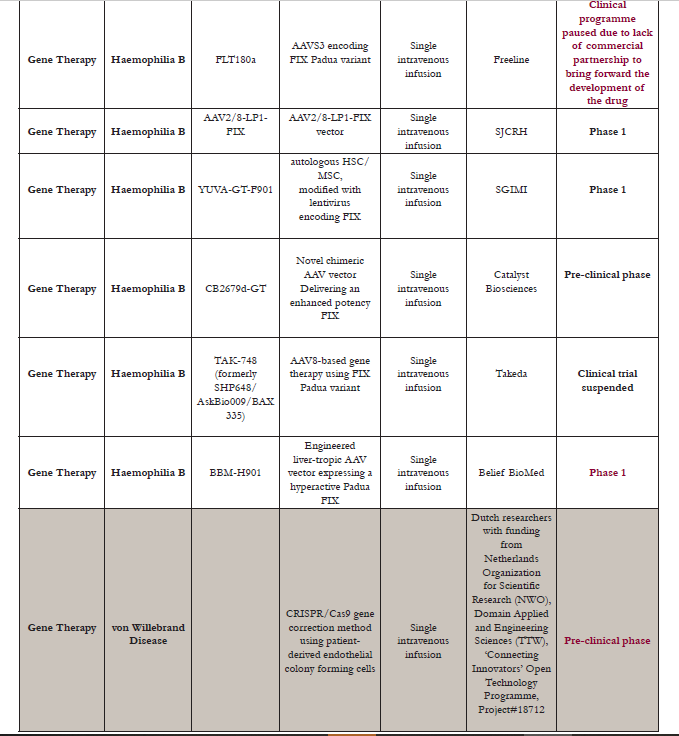 Clinical
programme
paused due to lack
of commercial
partnership to
bring forward the
development of
the drug
Gene Therapy
Haemophilia B
FLT180a
AAVS3 encoding
FIX Padua variant
Single
intravenous
infusion
Freeline
Gene Therapy
Haemophilia B
AAV2/8-LP1-
FIX
AAV2/8-LP1-FIX
vector
Single
intravenous
infusion
SJCRH
Phase 1
Gene Therapy
Haemophilia B
YUVA-GT-F901
autologous HSC/
MSC,
modified with
lentivirus
encoding FIX
Single
intravenous
infusion
SGIMI
Phase 1
Gene Therapy
Haemophilia B
CB2679d-GT
Novel chimeric
AAV vector
Delivering an
enhanced potency
FIX
Single
intravenous
infusion
Catalyst
Biosciences
Pre-clinical phase
Gene Therapy
Haemophilia B
TAK-748
(formerly
SHP648/
AskBio009/BAX
335)
AAV8-based gene
therapy using FIX
Padua variant
Single
intravenous
infusion
Takeda
Clinical trial
suspended
Gene Therapy
Haemophilia B
BBM-H901
Engineered
liver-tropic AAV
vector expressing a
hyperactive Padua
FIX
Single
intravenous
infusion
Belief BioMed
Phase 1
Gene Therapy
von Willebrand
Disease
CRISPR/Cas9 gene
correction method
using patient-
derived endothelial
colony forming cells
Single
intravenous
infusion
Dutch researchers
with funding
from
Netherlands
Organization
for Scientific
Research (NWO),
Domain Applied
and Engineering
Sciences (TTW),
‘Connecting
Innovators’ Open
Technology
Programme,
Project#18712
Pre-clinical phase